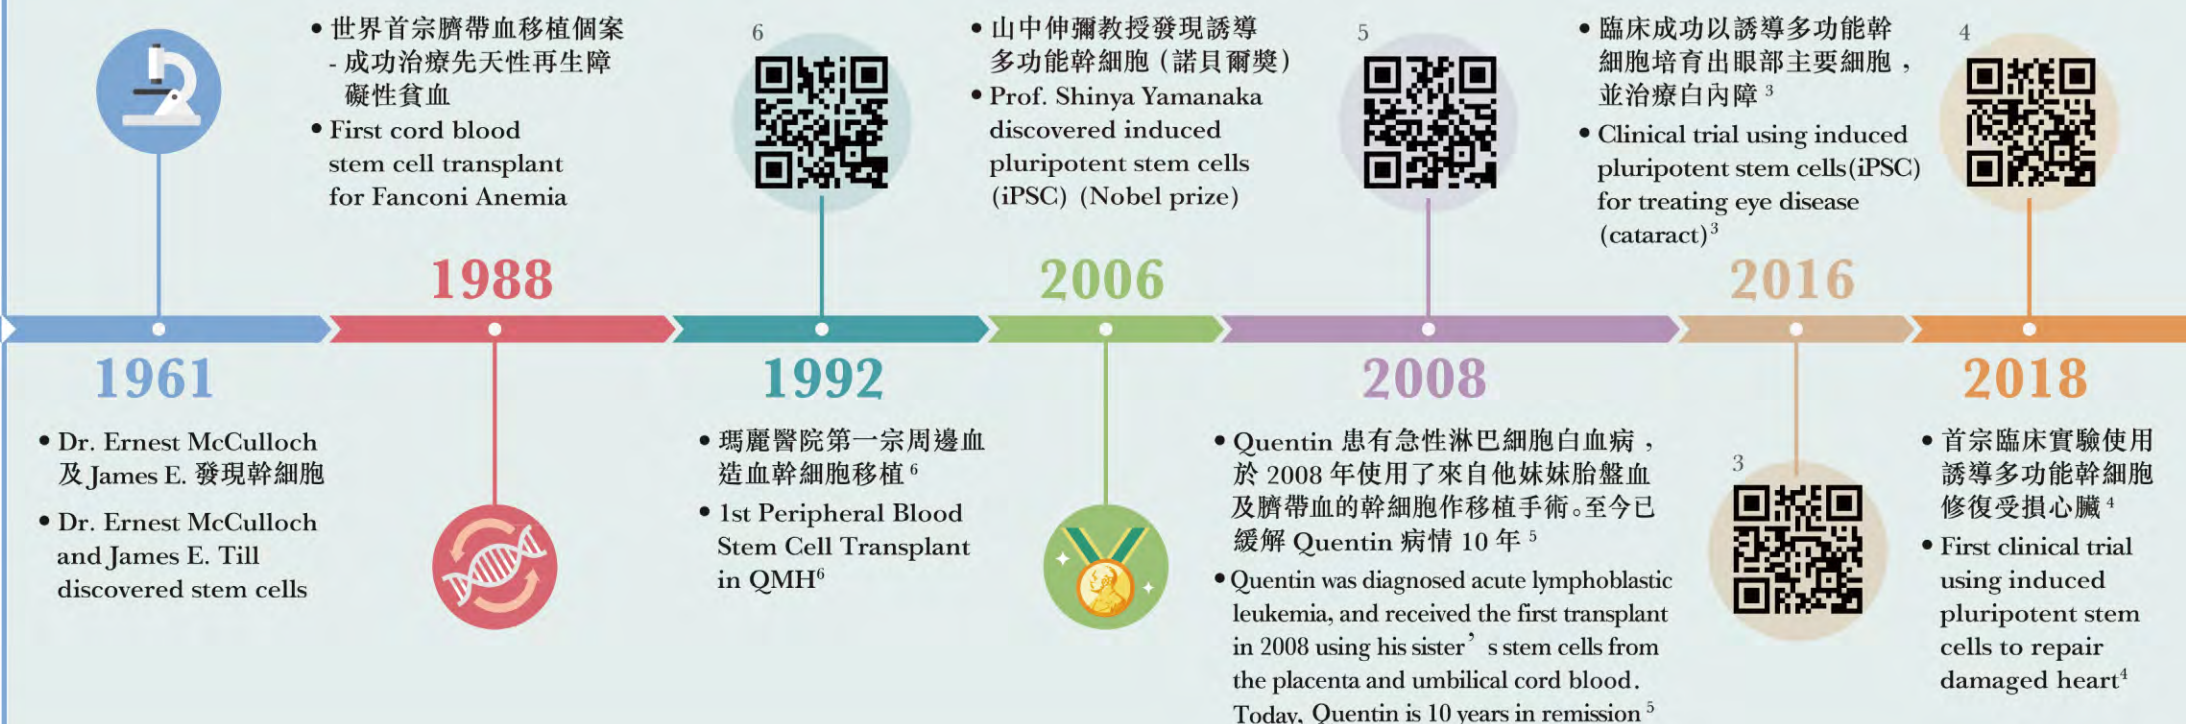 1961
• Dr. Ernest McCulloch
及 James E. 發現幹細胞
• Dr. Ernest McCulloch
and James E. Till
discovered stem cells
• 世界首宗臍帶血移植個案
- 成功治療先天性再生障
礙性貧血
• First cord blood
stem cell transplant
for Fanconi Anemia
1988
6
1992
• 瑪麗醫院第一宗周邊血
造血幹細胞移植 6
• 1st Peripheral Blood
Stem Cell Transplant
in QMH6
• 山中伸彌教授發現誘導
多功能幹細胞 (諾貝爾獎)
• Prof. Shinya Yamanaka
discovered induced
pluripotent stem cells
(iPSC) (Nobel prize)
2006
5
2008
• Quentin 患有急性淋巴細胞白血病，
於 2008 年使用了來自他妹妹胎盤血
及臍帶血的幹細胞作移植手術。至今已
緩解 Quentin 病情 10 年 5
• Quentin was diagnosed acute lymphoblastic
leukemia, and received the first transplant
in 2008 using his sister’ s stem cells from
the placenta and umbilical cord blood.
Today, Quentin is 10 years in remission 5
• 臨床成功以誘導多功能幹
細胞培育出眼部主要細胞，
並治療白內障 3
• Clinical trial using induced
pluripotent stem cells(iPSC)
for treating eye disease
(cataract)3
2016
3
4
2018
• 首宗臨床實驗使用
誘導多功能幹細胞
修復受損心臟 4
• First clinical trial
using induced
pluripotent stem
cells to repair
damaged heart4